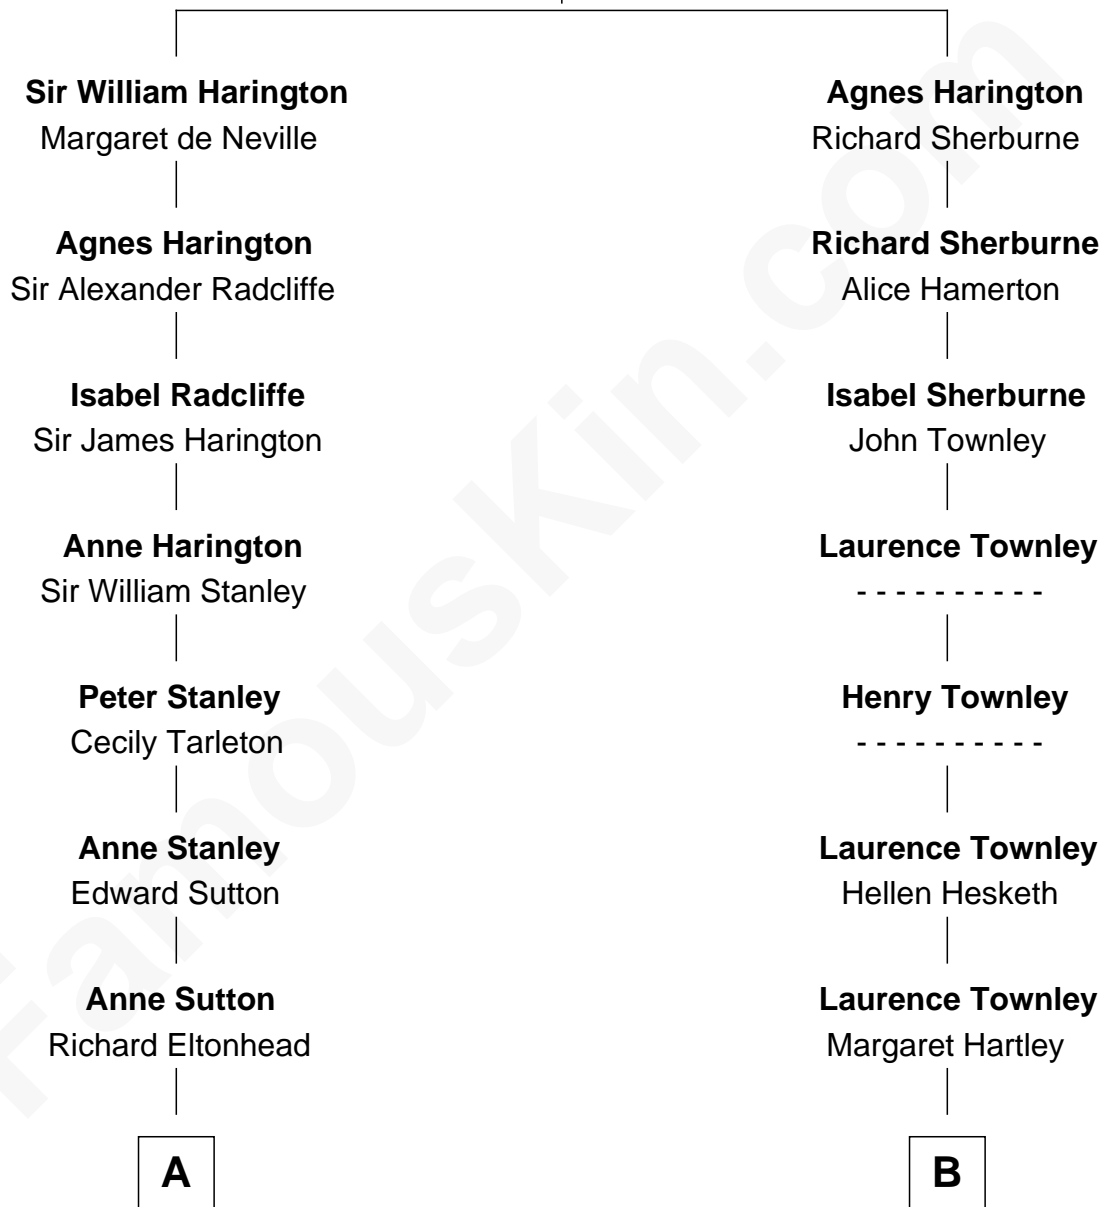 Sir William Harington
Margaret de Neville
Agnes Harington
Sir Alexander Radcliffe
Isabel Radcliffe
Sir James Harington
Anne Harington
Sir William Stanley
Peter Stanley
Cecily Tarleton
Anne Stanley
Edward Sutton
Anne Sutton
Richard Eltonhead
A
Agnes Harington
Richard Sherburne
Richard Sherburne
Alice Hamerton
Isabel Sherburne
John Townley
Laurence Townley
- - - - - - - - - -
Henry Townley
- - - - - - - - - -
Laurence Townley
Hellen Hesketh
Laurence Townley
Margaret Hartley
B
FamousKin.com